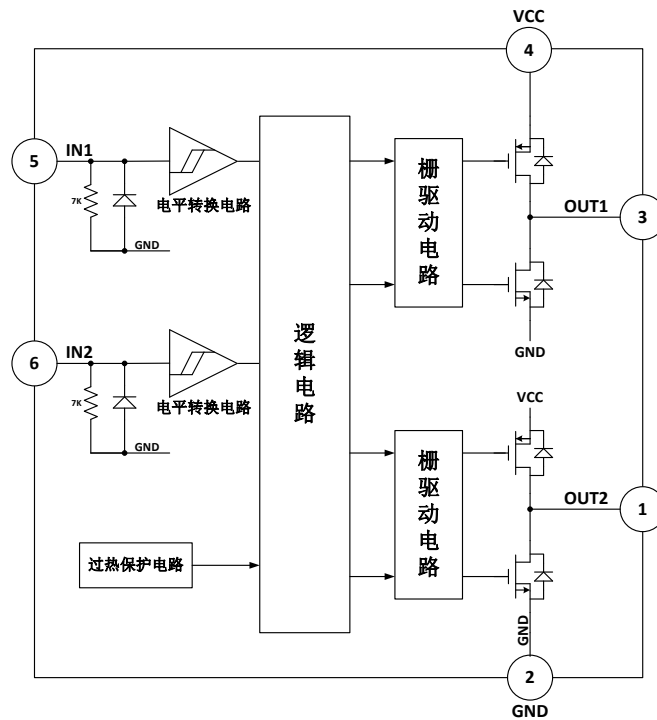 VCC
4
5
IN1
7K
GND
电平转换电路
栅驱动电路
OUT1
3
GND
6
IN2
7K
GND
电平转换电路
逻辑电路
VCC
栅驱动电路
OUT2
1
过热保护电路
GND
2
GND